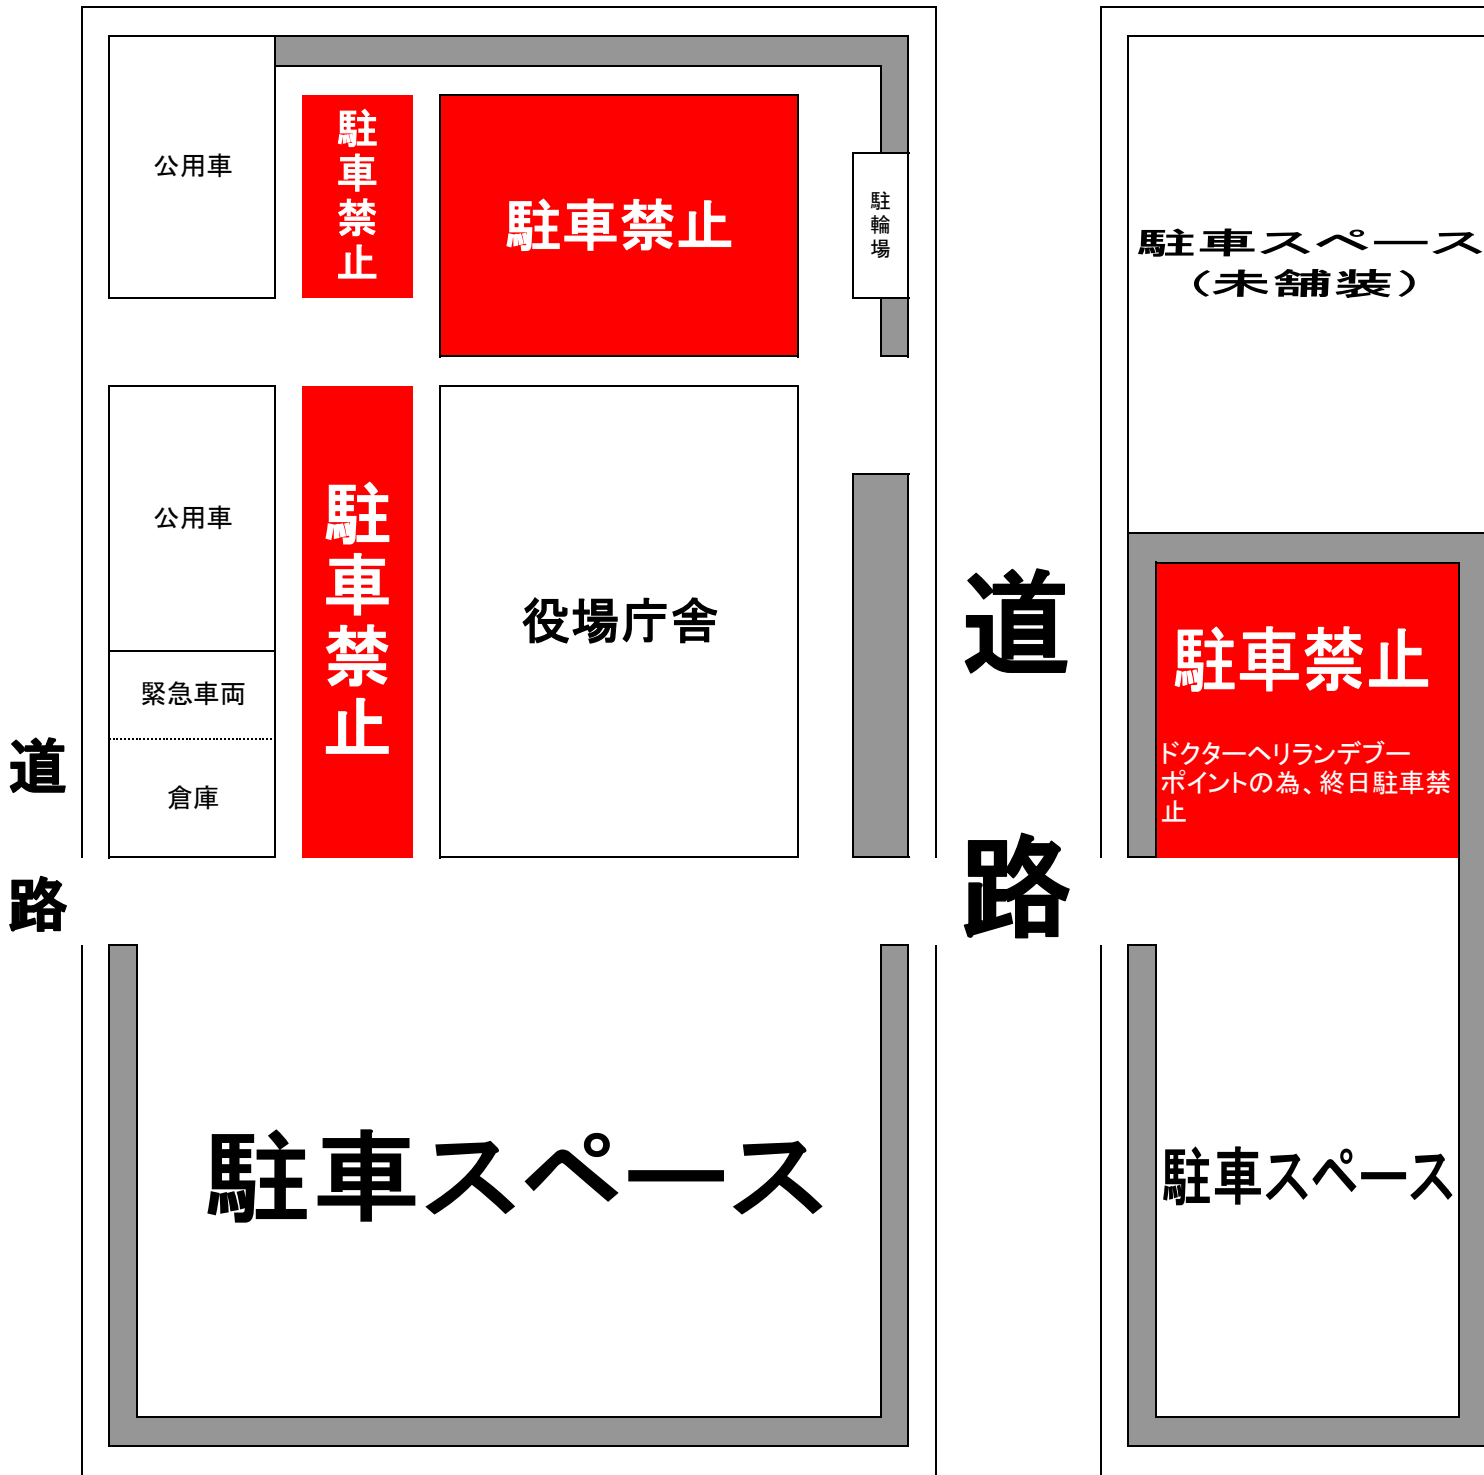 公用車
駐車禁止
駐車禁止
駐輪場
駐車スペース
（未舗装）
公用車
駐車禁止
役場庁舎
緊急車両
倉庫
道路
道路
駐車禁止
ドクターヘリランデブー
ポイントの為、終日駐車禁
止
駐車スペース
駐車スペース